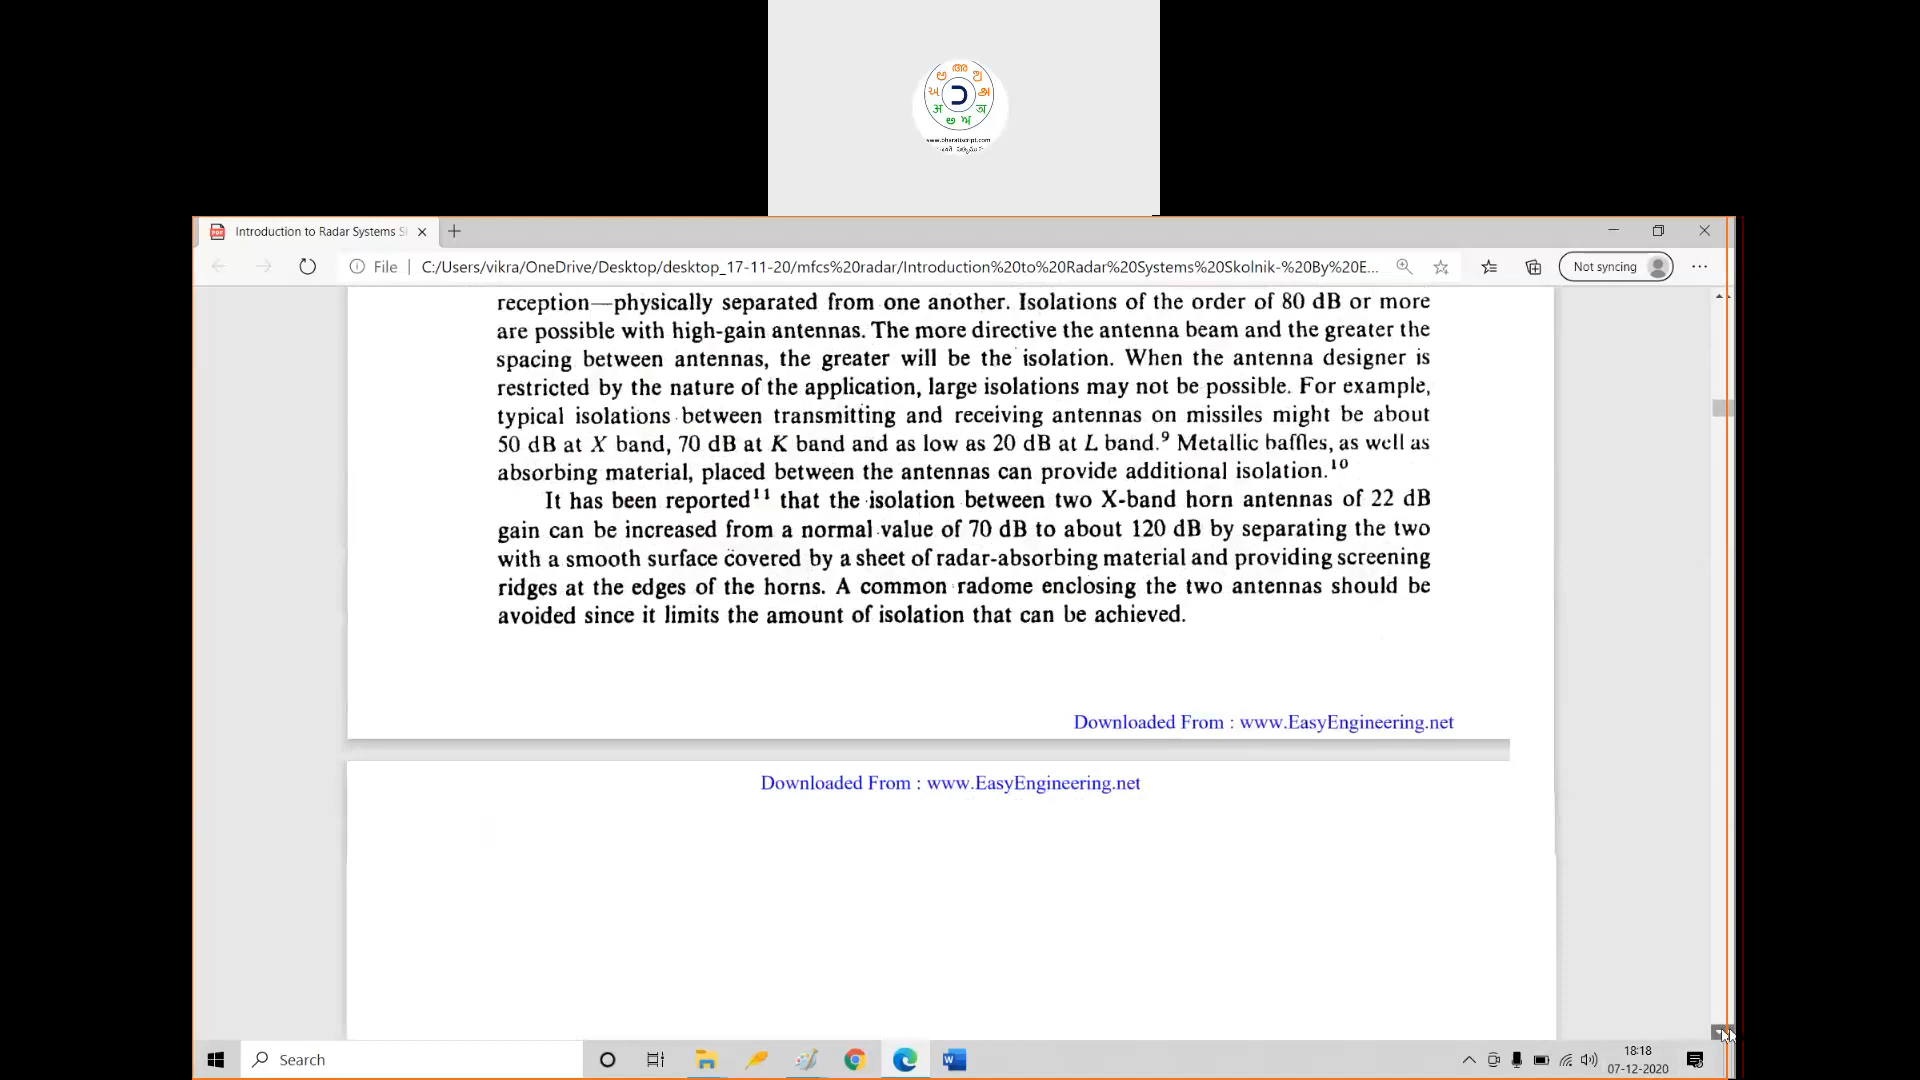 అ അ ஆ
www.bharatiscript.com
Introduction to Radar Systems S
Not syncing
File
C:/Users/vikra/OneDrive/Desktop/desktop_17-11-20/mfcs%20radar/Introduction%20to%20Radar%20Systems%20Skolnik-%20By%20E...
reception—physically separated from one another. Isolations of the order of 80 dB or more
are possible with high-gain antennas. The more directive the antenna beam and the greater the
spacing between antennas, the greater will be the isolation. When the antenna designer is
restricted by the nature of the application, large isolations may not be possible. For example,
typical isolations between transmitting and receiving antennas on missiles might be about
50 dB at X band, 70 dB at K band and as low as 20 dB at L band.⁹ Metallic baffles, as well as
absorbing material, placed between the antennas can provide additional isolation.¹⁰
It has been reported¹¹ that the isolation between two X-band horn antennas of 22 dB
gain can be increased from a normal value of 70 dB to about 120 dB by separating the two
with a smooth surface covered by a sheet of radar-absorbing material and providing screening
ridges at the edges of the horns. A common radome enclosing the two antennas should be
avoided since it limits the amount of isolation that can be achieved.
Downloaded From : www.EasyEngineering.net
Downloaded From : www.EasyEngineering.net
Search
18:18
07-12-2020